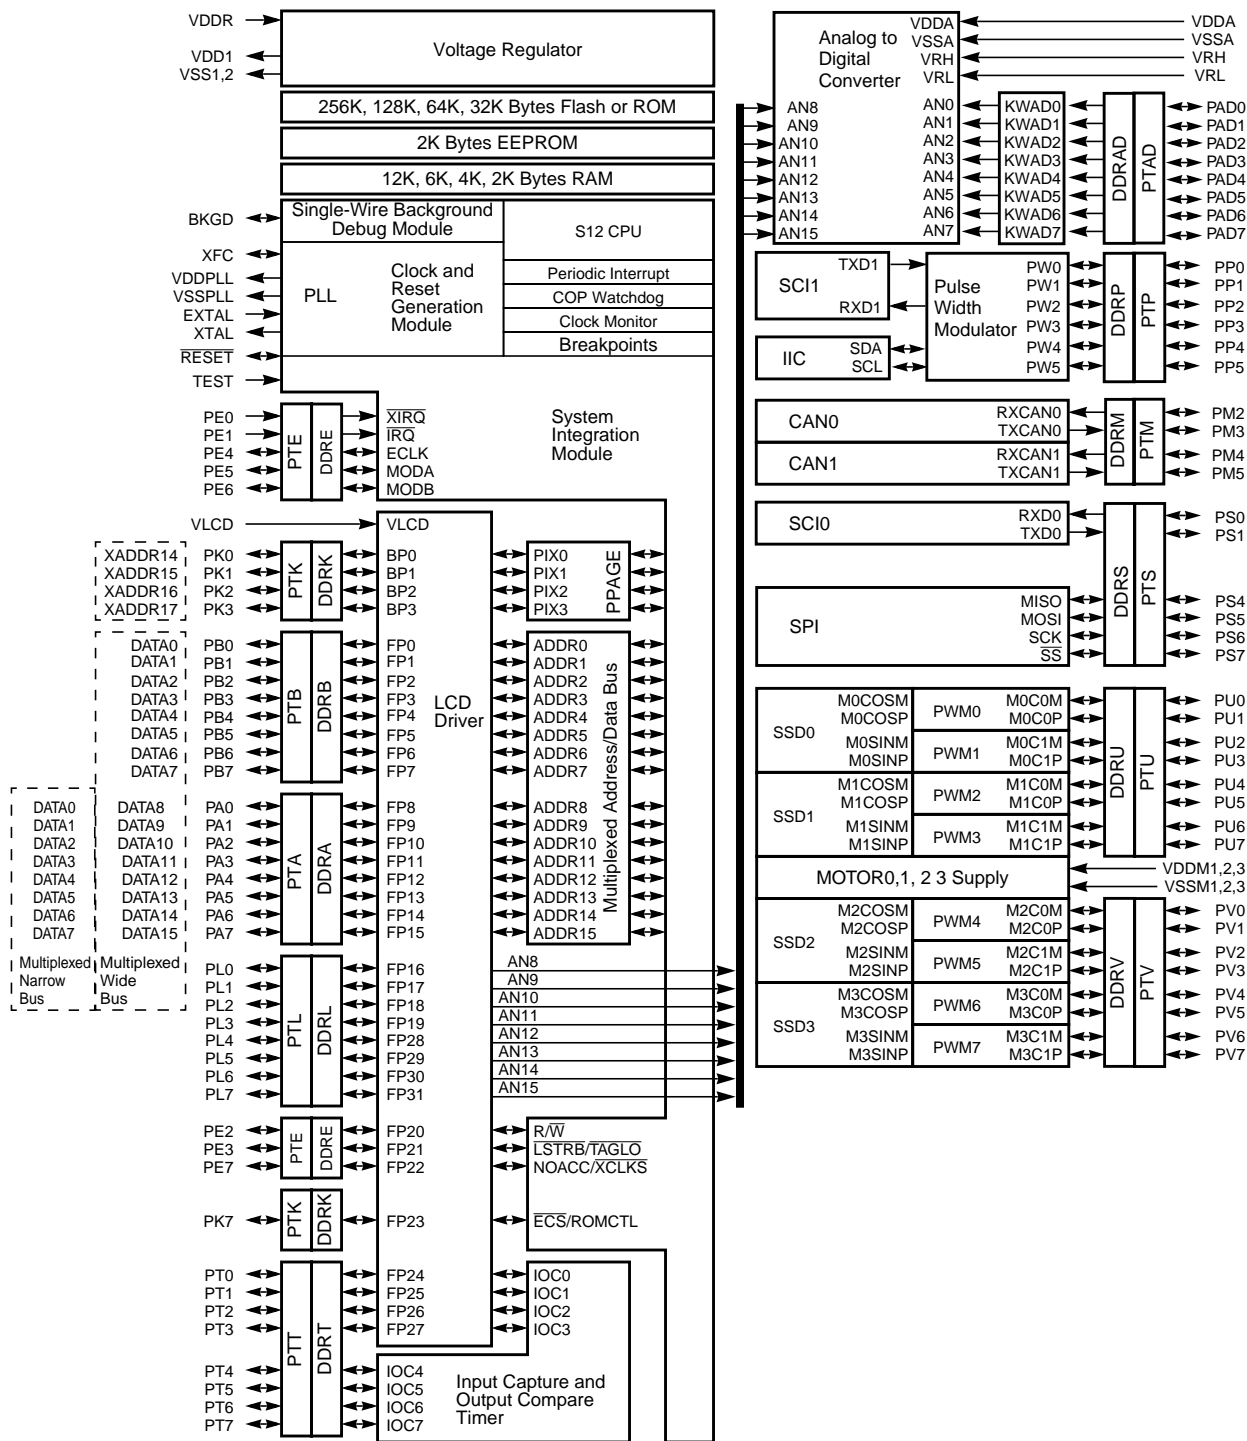 VDDR
VDD1
VSS1,2
Voltage Regulator
256K, 128K, 64K, 32K Bytes Flash or ROM
2K Bytes EEPROM
12K, 6K, 4K, 2K Bytes RAM
BKGD
XFC
VDDPLL
VSSPLL
EXTAL
XTAL
RESET
TEST
Single-Wire Background
Debug Module
S12 CPU
PLL
Clock and
Reset
Generation
Module
Periodic Interrupt
COP Watchdog
Clock Monitor
Breakpoints
System
Integration
Module
PE0
PE1
PE4
PE5
PE6
PTE
DDRE
XIRQ
IRQ
ECLK
MODA
MODB
VLCD
VLCD
XADDR14
XADDR15
XADDR16
XADDR17
PK0
PK1
PK2
PK3
PTK
DDRK
BP0
BP1
BP2
BP3
PIX0
PIX1
PIX2
PIX3
PPAGE
DATA0
DATA1
DATA2
DATA3
DATA4
DATA5
DATA6
DATA7
PB0
PB1
PB2
PB3
PB4
PB5
PB6
PB7
PTB
DDRB
FP0
FP1
FP2
FP3
FP4
FP5
FP6
FP7
LCD
Driver
ADDR0
ADDR1
ADDR2
ADDR3
ADDR4
ADDR5
ADDR6
ADDR7
Multiplexed Address/Data Bus
DATA0
DATA1
DATA2
DATA3
DATA4
DATA5
DATA6
DATA7
Multiplexed
Narrow
Bus
DATA8
DATA9
DATA10
DATA11
DATA12
DATA13
DATA14
DATA15
Multiplexed
Wide
Bus
PA0
PA1
PA2
PA3
PA4
PA5
PA6
PA7
PTA
DDRA
FP8
FP9
FP10
FP11
FP12
FP13
FP14
FP15
ADDR8
ADDR9
ADDR10
ADDR11
ADDR12
ADDR13
ADDR14
ADDR15
PL0
PL1
PL2
PL3
PL4
PL5
PL6
PL7
PTL
DDRL
FP16
FP17
FP18
FP19
FP28
FP29
FP30
FP31
AN8
AN9
AN10
AN11
AN12
AN13
AN14
AN15
PE2
PE3
PE7
PTE
DDRE
FP20
FP21
FP22
R/W
LSTRB/TAGLO
NOACC/XCLKS
PK7
PTK
DDRK
FP23
ECS/ROMCTL
PT0
PT1
PT2
PT3
PT4
PT5
PT6
PT7
PTT
DDRT
FP24
FP25
FP26
FP27
IOC0
IOC1
IOC2
IOC3
IOC4
IOC5
IOC6
IOC7
Input Capture and
Output Compare
Timer
Analog to
Digital
Converter
VDDA
VSSA
VRH
VRL
VDDA
VSSA
VRH
VRL
AN8
AN9
AN10
AN11
AN12
AN13
AN14
AN15
AN0
AN1
AN2
AN3
AN4
AN5
AN6
AN7
KWAD0
KWAD1
KWAD2
KWAD3
KWAD4
KWAD5
KWAD6
KWAD7
DDRAD
PTAD
PAD0
PAD1
PAD2
PAD3
PAD4
PAD5
PAD6
PAD7
SCI1
TXD1
RXD1
IIC
SDA
SCL
Pulse
Width
Modulator
PW0
PW1
PW2
PW3
PW4
PW5
DDRP
PTP
PP0
PP1
PP2
PP3
PP4
PP5
CAN0
RXCAN0
TXCAN0
CAN1
RXCAN1
TXCAN1
DDRM
PTM
PM2
PM3
PM4
PM5
SCI0
RXD0
TXD0
SPI
MISO
MOSI
SCK
SS
DDRS
PTS
PS0
PS1
PS4
PS5
PS6
PS7
SSD0
M0COSM
M0COSP
M0SINM
M0SINP
PWM0
PWM1
M0C0M
M0C0P
M0C1M
M0C1P
SSD1
M1COSM
M1COSP
M1SINM
M1SINP
PWM2
PWM3
M1C0M
M1C0P
M1C1M
M1C1P
DDRU
PTU
PU0
PU1
PU2
PU3
PU4
PU5
PU6
PU7
MOTOR0,1, 2 3 Supply
VDDM1,2,3
VSSM1,2,3
SSD2
M2COSM
M2COSP
M2SINM
M2SINP
PWM4
PWM5
M2C0M
M2C0P
M2C1M
M2C1P
SSD3
M3COSM
M3COSP
M3SINM
M3SINP
PWM6
PWM7
M3C0M
M3C0P
M3C1M
M3C1P
DDRV
PTV
PV0
PV1
PV2
PV3
PV4
PV5
PV6
PV7